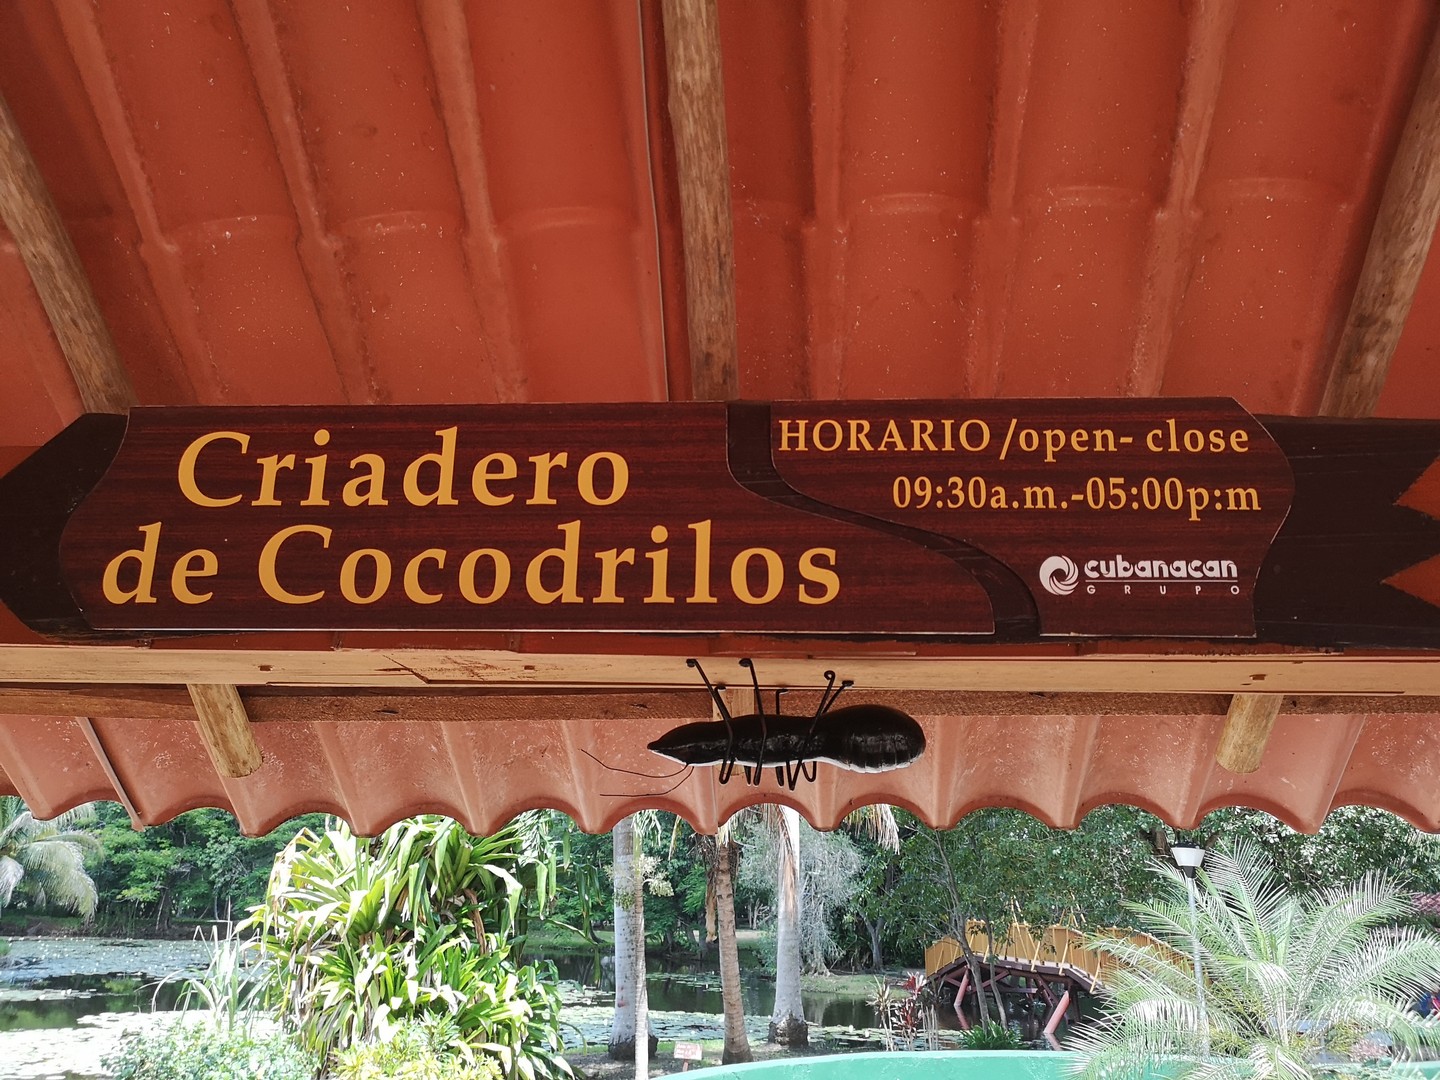 Criadero
de Cocodrilos
HORARIO /open- close
09:30a.m.-05:00p:m
cubanacan
GRUPO